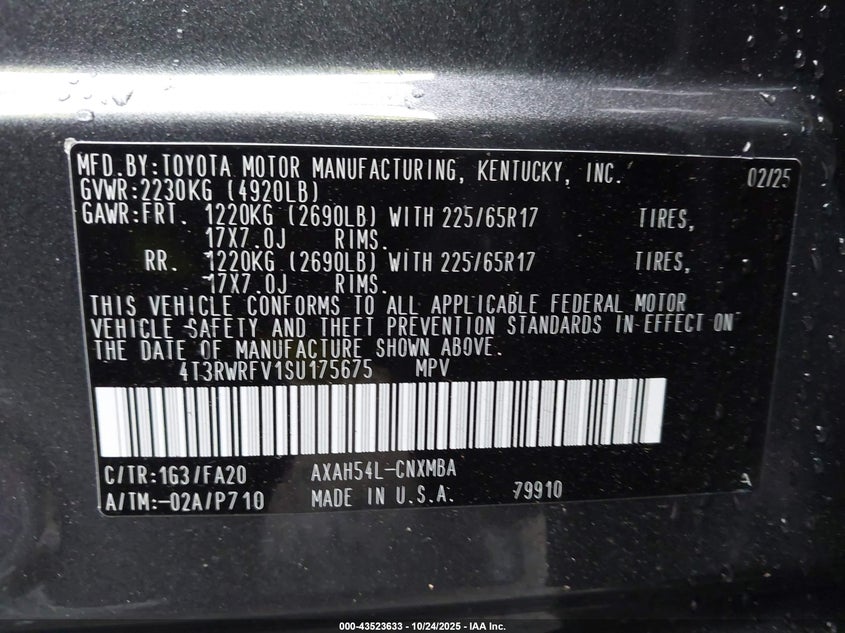 MFD.BY:TOYOTA MOTOR MANUFACTURING, KENTUCKY, INC. 02/25
GVWR:2230KG (4920LB)
GAWR:FRT. 1220KG (2690LB) WITH 225/65R17 TIRES,
17X7.0J RIMS.
RR. 1220KG (2690LB) WITH 225/65R17 TIRES,
17X7.0J RIMS.
THIS VEHICLE CONFORMS TO ALL APPLICABLE FEDERAL MOTOR
VEHICLE SAFETY AND THEFT PREVENTION STANDARDS IN EFFECT ON
THE DATE OF MANUFACTURE SHOWN ABOVE.
4T3RWRFV1SU175675 MPV
C/TR:1G3/FA20 AXAH54L-CNXMBA
A/TM:-02A/P710 MADE IN U.S.A. 79910 A
000-43523633 - 10/24/2025 - IAA Inc.